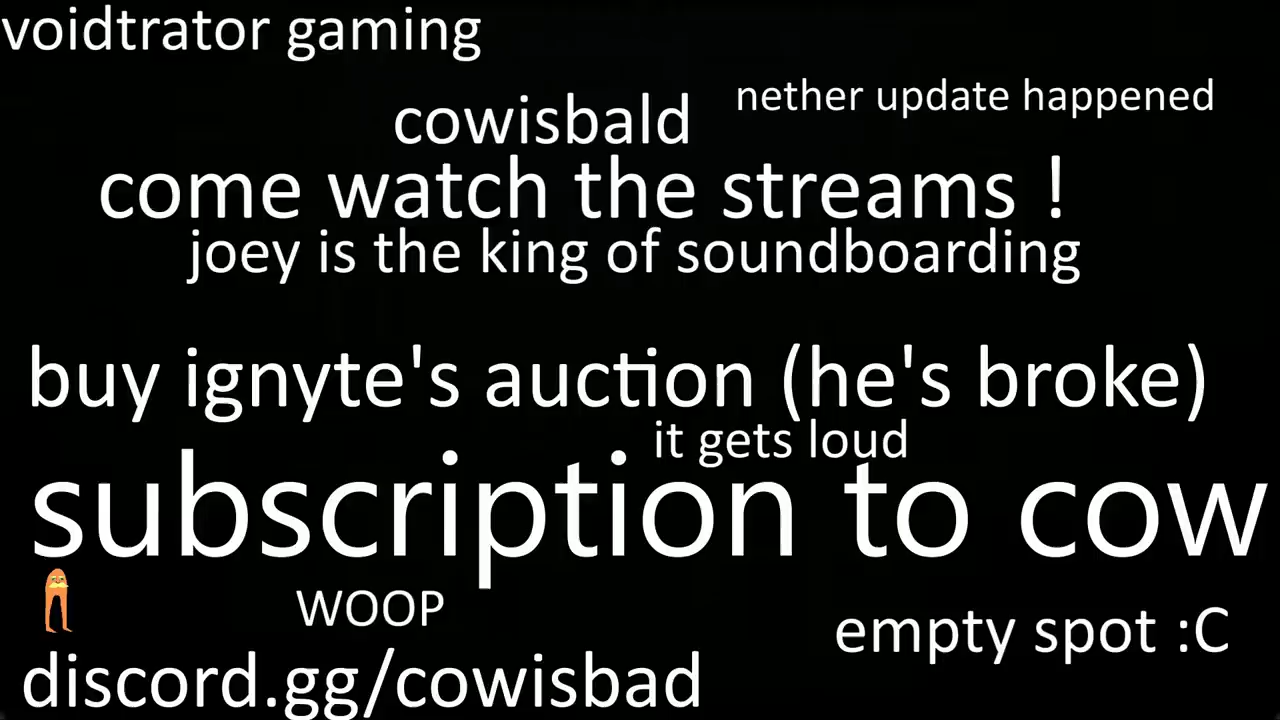 voidtrator gaming
nether update happened
cowisbald
come watch the streams !
joey is the king of soundboarding
buy ignyte's auction (he's broke)
it gets loud
subscription to cow
WOOP
empty spot :C
discord.gg/cowisbad